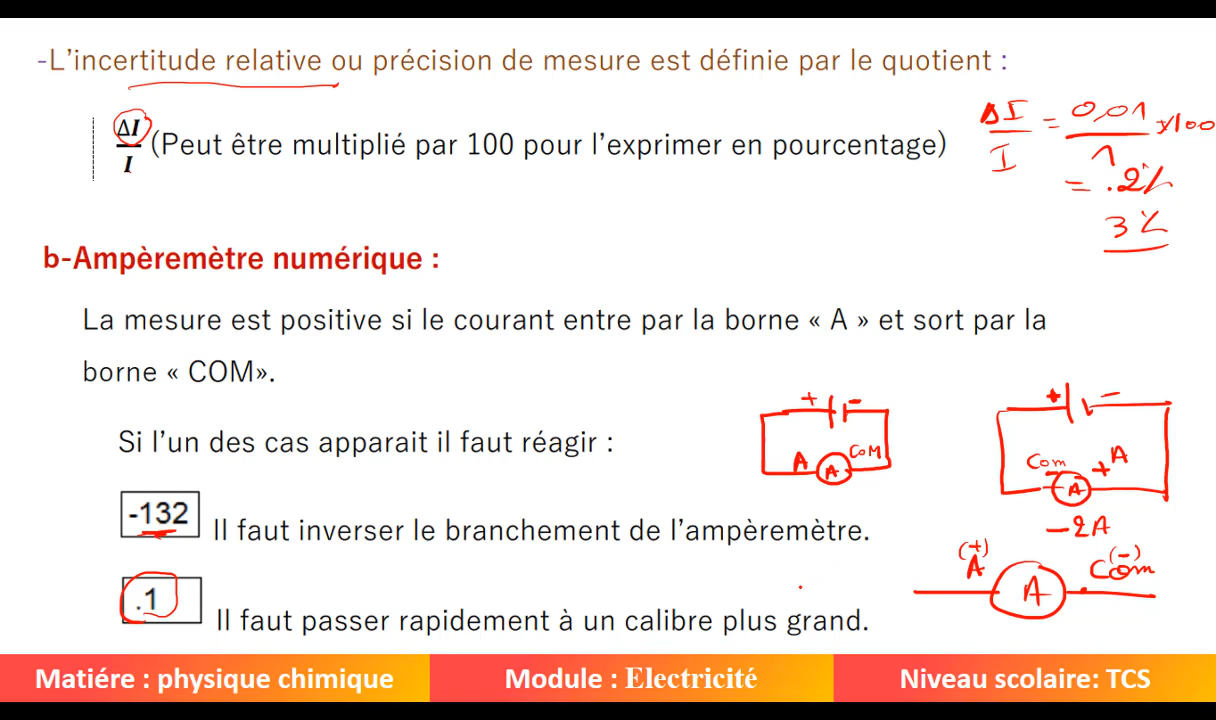 -L'incertitude relative ou précision de mesure est définie par le quotient :
ΔI
I
(Peut être multiplié par 100 pour l'exprimer en pourcentage)
ΔI/I = 0,01/1 x100
= .2%
3%
b-Ampèremètre numérique :
La mesure est positive si le courant entre par la borne « A » et sort par la
borne « COM».
Si l'un des cas apparait il faut réagir :
+ -
A A COM
+ -
Com A + A
-2A
-132 Il faut inverser le branchement de l'ampèremètre.
(+) (-)
A A Com
.1 Il faut passer rapidement à un calibre plus grand.
Matiére : physique chimique
Module : Electricité
Niveau scolaire: TCS